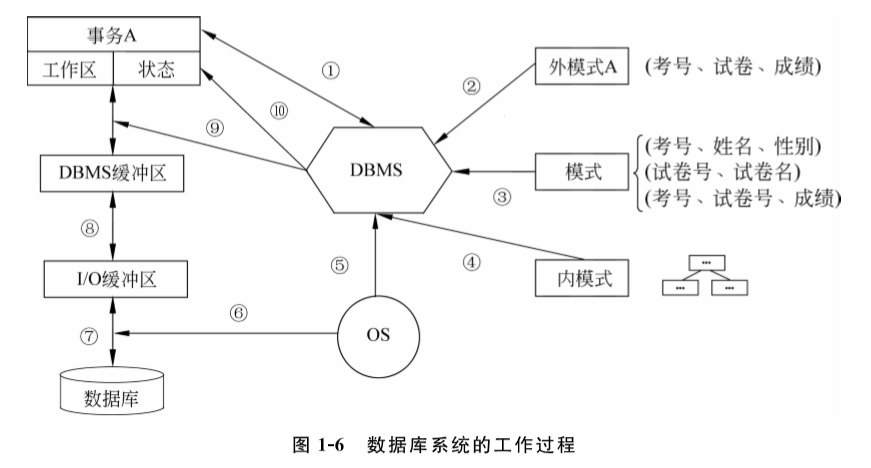 事务A
工作区 状态
①
②
外模式A (考号、试卷、成绩)
⑩
⑨
DBMS
DBMS缓冲区
模式
(考号、姓名、性别)
(试卷号、试卷名)
(考号、试卷号、成绩)
③
⑧
⑤
④
I/O缓冲区
内模式
...
... ...
⑥
⑦
OS
数据库
图 1-6 数据库系统的工作过程